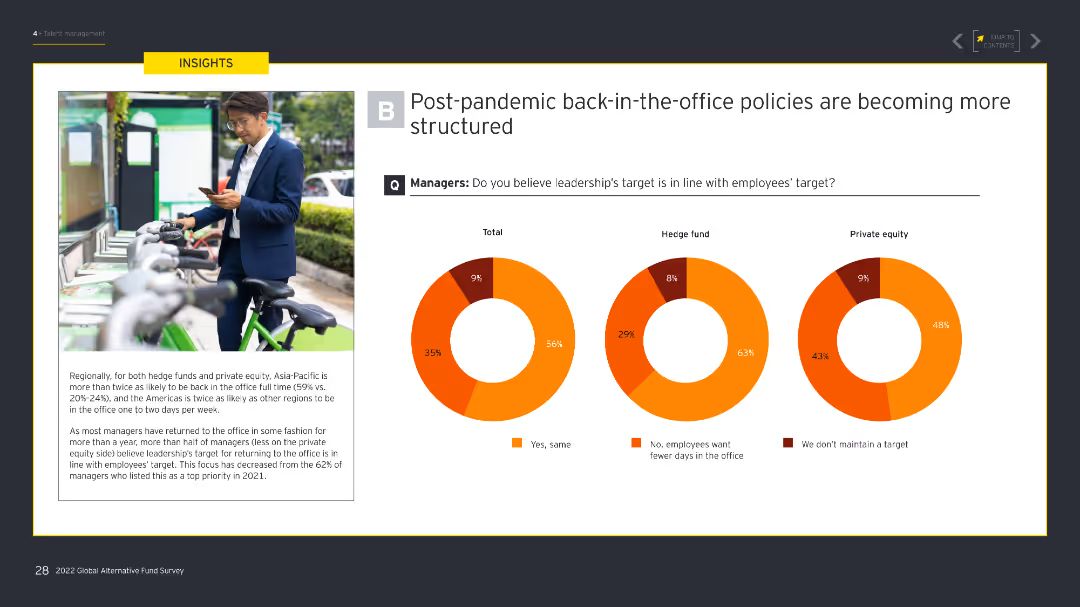 4 > Talent management
JUMP TO
CONTENTS
INSIGHTS
B
Post-pandemic back-in-the-office policies are becoming more
structured
Q Managers: Do you believe leadership's target is in line with employees' target?
Total
Hedge fund
Private equity
9%
35%
56%
8%
29%
63%
9%
43%
48%
Yes, same
No, employees want
fewer days in the office
We don't maintain a target
Regionally, for both hedge funds and private equity, Asia-Pacific is
more than twice as likely to be back in the office full time (59% vs.
20%-24%), and the Americas is twice as likely as other regions to be
in the office one to two days per week.
As most managers have returned to the office in some fashion for
more than a year, more than half of managers (less on the private
equity side) believe leadership's target for returning to the office is in
line with employees' target. This focus has decreased from the 62% of
managers who listed this as a top priority in 2021.
28 2022 Global Alternative Fund Survey